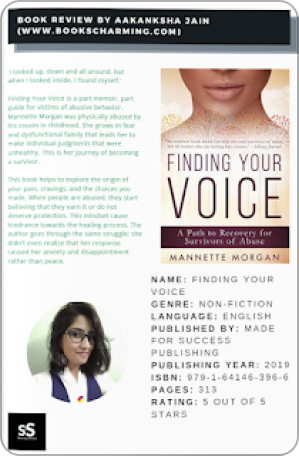 BOOK REVIEW BY AAKANKSHA JAIN
(WWW.BOOKSCHARMING.COM)
'I looked up, down and all around, but
when I looked inside, I found myself.'
Finding Your Voice is a part memoir, part
guide for victims of abusive behavior.
Mannette Morgan was physically abused by
his cousin in childhood. She grows in fear
and dysfunctional family that leads her to
make individual judgments that were
unhealthy. This is her journey of becoming
a survivor.
This book helps to explore the origin of
your pain, cravings, and the choices you
made. When people are abused, they start
believing that they earn it or do not
deserve protection. This mindset cause
hindrance towards the healing process. The
author goes through the same struggle; she
didn't even realize that her response
caused her anxiety and disappointment
rather than peace.
FINDING YOUR
VOICE
A Path to Recovery for
Survivors of Abuse
MANNETTE MORGAN
NAME: FINDING YOUR
VOICE
GENRE: NON-FICTION
LANGUAGE: ENGLISH
PUBLISHED BY: MADE
FOR SUCCESS
PUBLISHING
PUBLISHING YEAR: 2019
ISBN: 979-1-64146-396-6
PAGES: 313
RATING: 5 OUT OF 5
STARS
sS